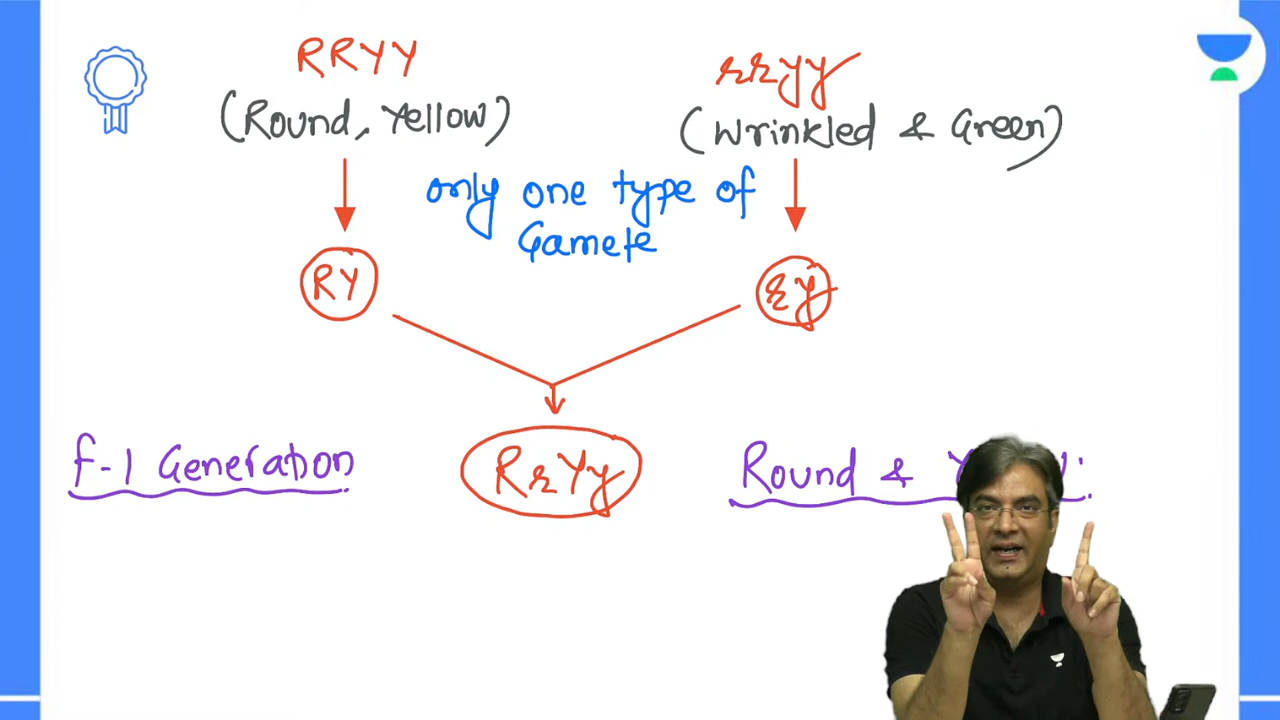 RRYY
rryy
(Round, Yellow)
(Wrinkled & Green)
only one type of
Gamete
RY
ry
F-1 Generation
RrYy
Round &